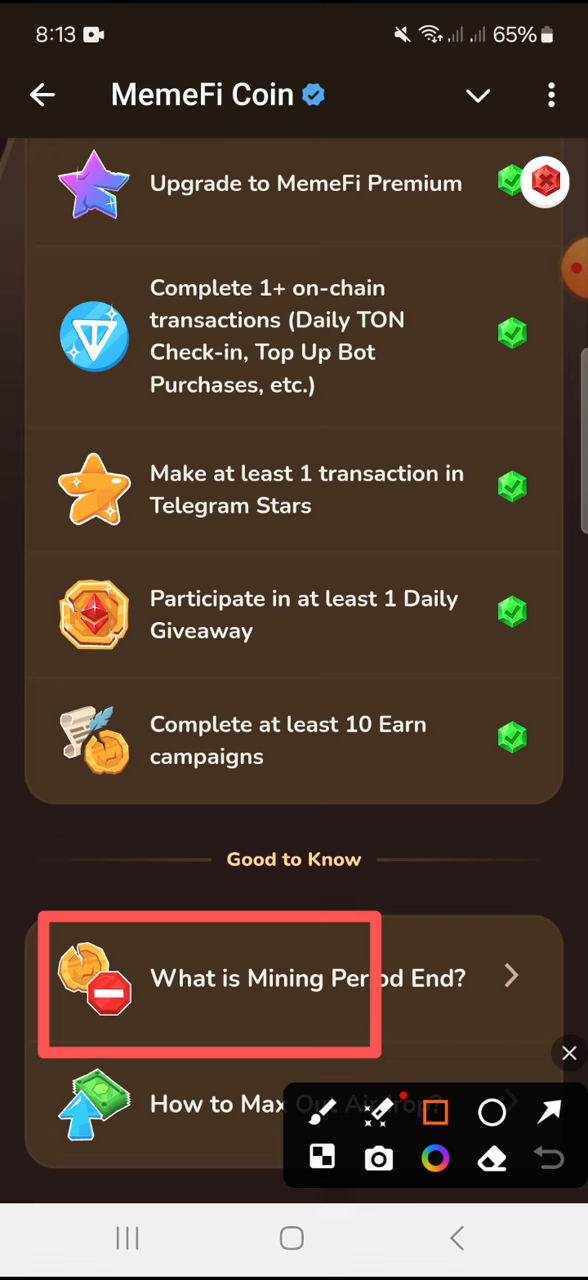 8:13
65%
MemeFi Coin
Upgrade to MemeFi Premium
Complete 1+ on-chain
transactions (Daily TON
Check-in, Top Up Bot
Purchases, etc.)
Make at least 1 transaction in
Telegram Stars
Participate in at least 1 Daily
Giveaway
Complete at least 10 Earn
campaigns
Good to Know
What is Mining Period End?
How to Max Out Airdrop?